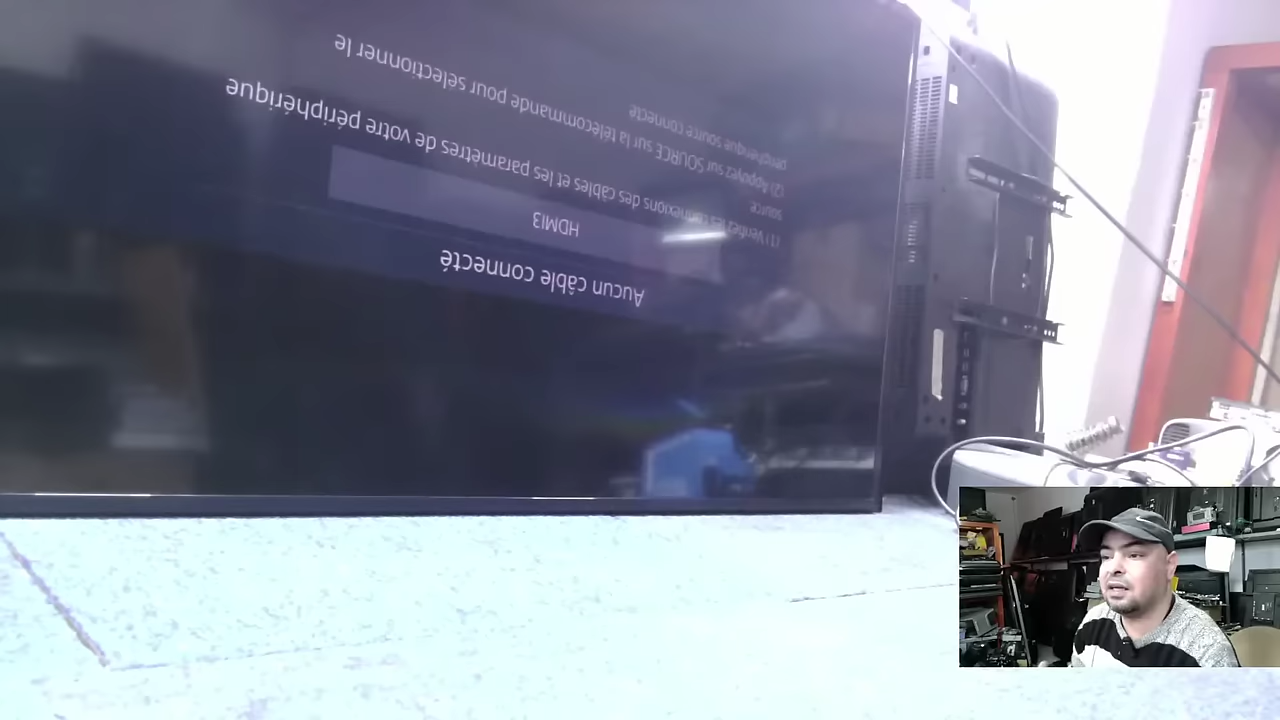 Aucun câble connecté
HDMI3
(1) Vérifiez les connexions des câbles et les paramètres de votre périphérique
source.
(2) Appuyez sur SOURCE sur la télécommande pour sélectionner le
périphérique source connecté